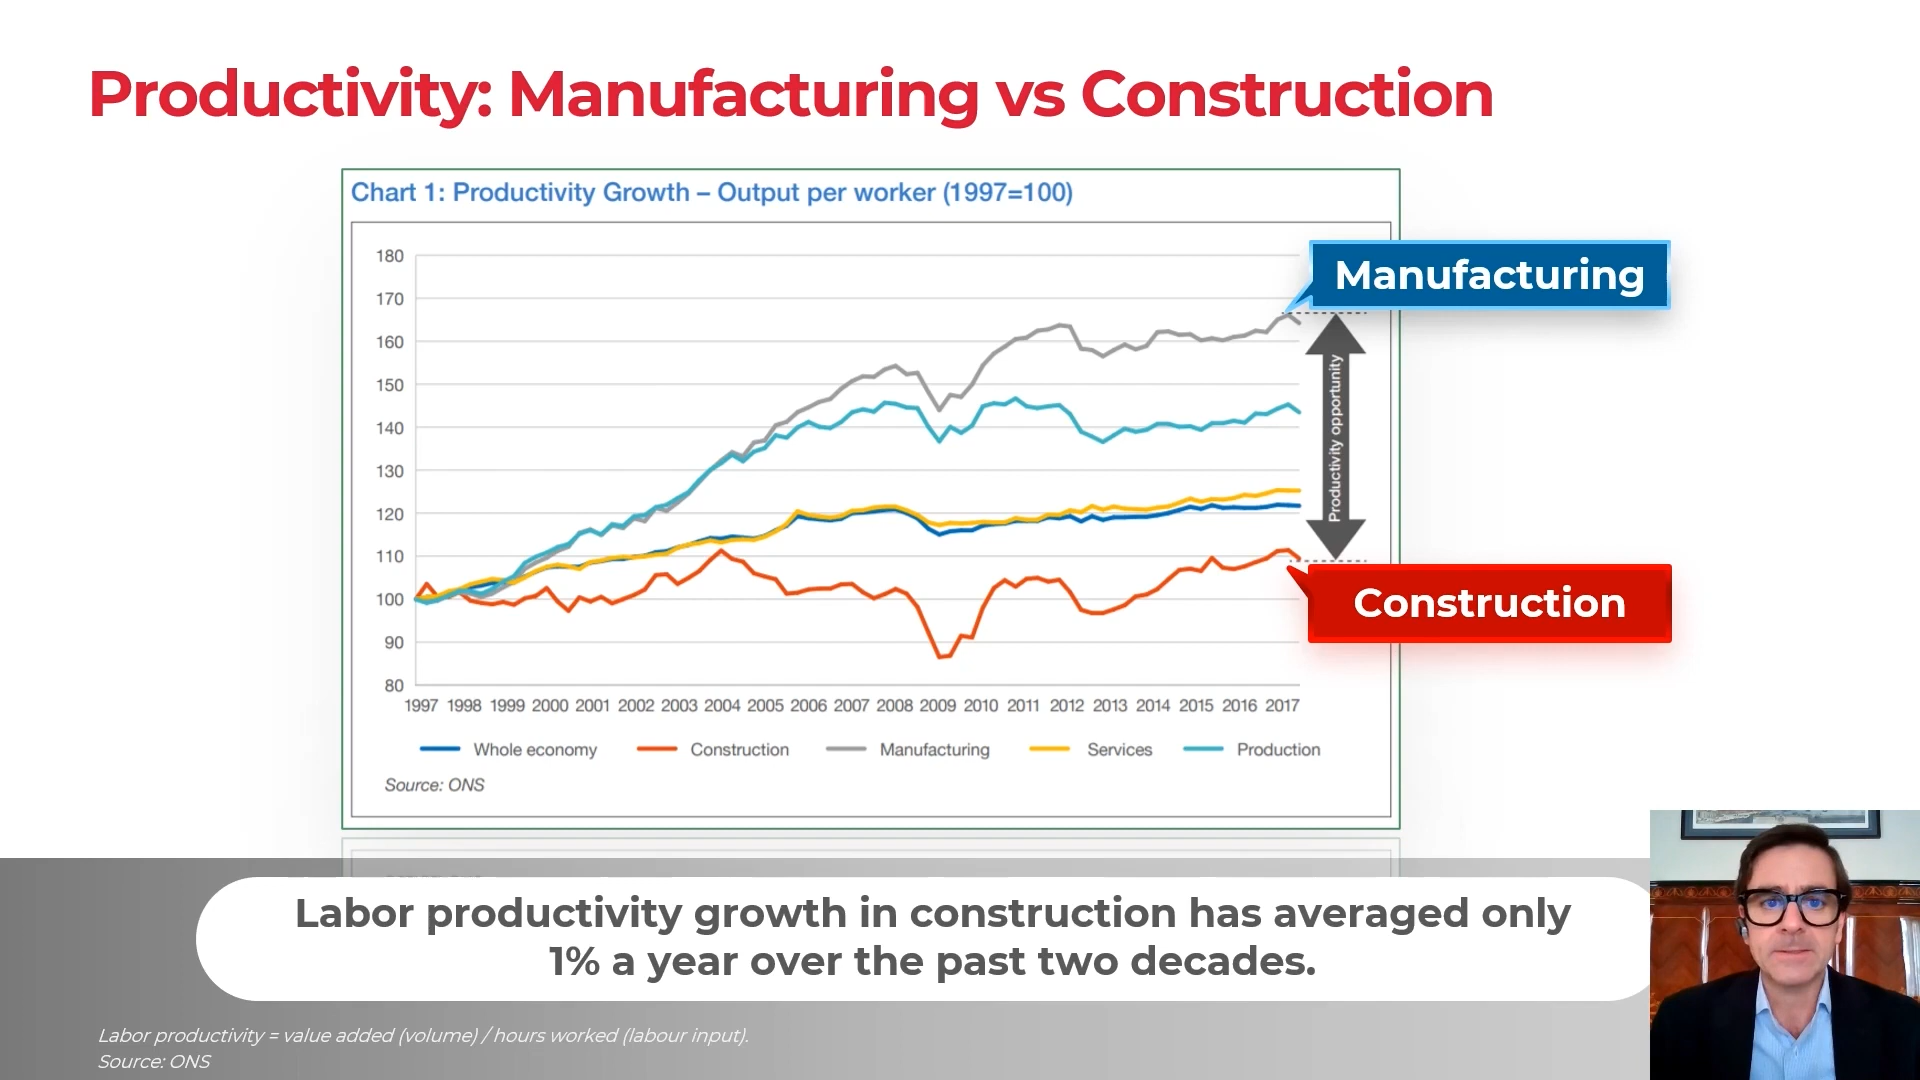 Productivity: Manufacturing vs Construction
Chart 1: Productivity Growth – Output per worker (1997=100)
180
170
160
150
140
130
120
110
100
90
80
Manufacturing
Productivity opportunity
Construction
1997 1998 1999 2000 2001 2002 2003 2004 2005 2006 2007 2008 2009 2010 2011 2012 2013 2014 2015 2016 2017
Whole economy Construction Manufacturing Services Production
Source: ONS
Labor productivity growth in construction has averaged only
1% a year over the past two decades.
Labor productivity = value added (volume) / hours worked (labour input).
Source: ONS